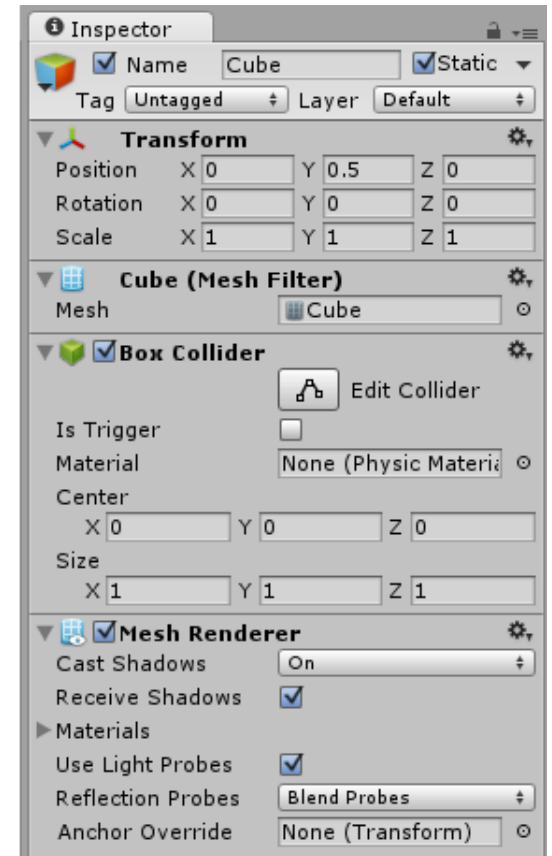 Inspector
Name Cube Static
Tag Untagged Layer Default
Transform
Position X 0 Y 0.5 Z 0
Rotation X 0 Y 0 Z 0
Scale X 1 Y 1 Z 1
Cube (Mesh Filter)
Mesh Cube
Box Collider
Edit Collider
Is Trigger
Material None (Physic Materia
Center
X 0 Y 0 Z 0
Size
X 1 Y 1 Z 1
Mesh Renderer
Cast Shadows On
Receive Shadows
Materials
Use Light Probes
Reflection Probes Blend Probes
Anchor Override None (Transform)